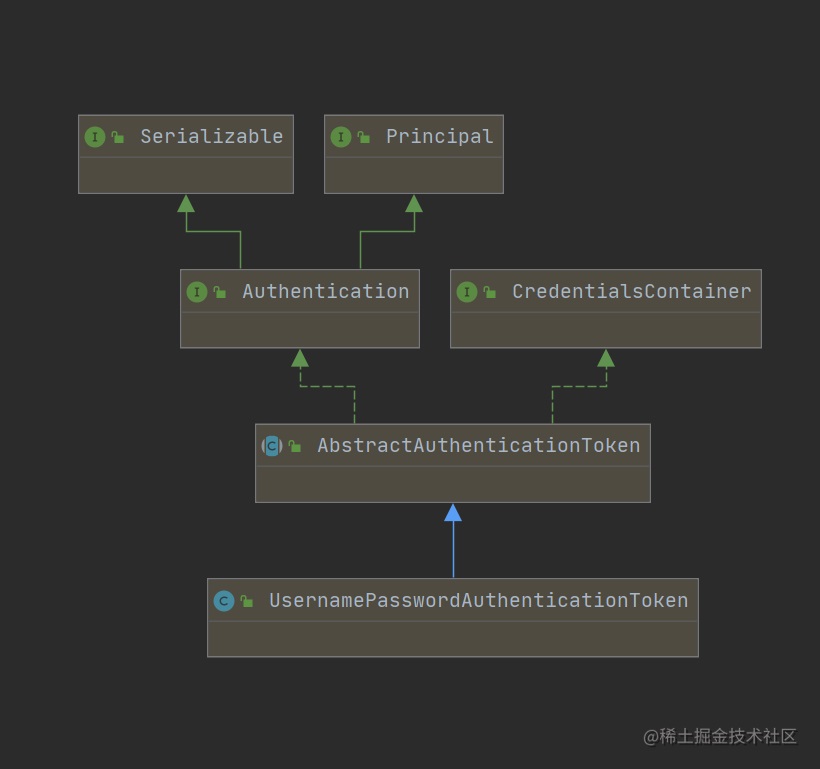 Serializable
Principal
Authentication
CredentialsContainer
AbstractAuthenticationToken
UsernamePasswordAuthenticationToken
@稀土掘金技术社区